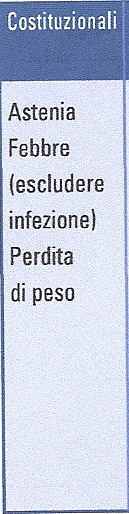 Costituzionali
Astenia
Febbre
(escludere
infezione)
Perdita
di peso